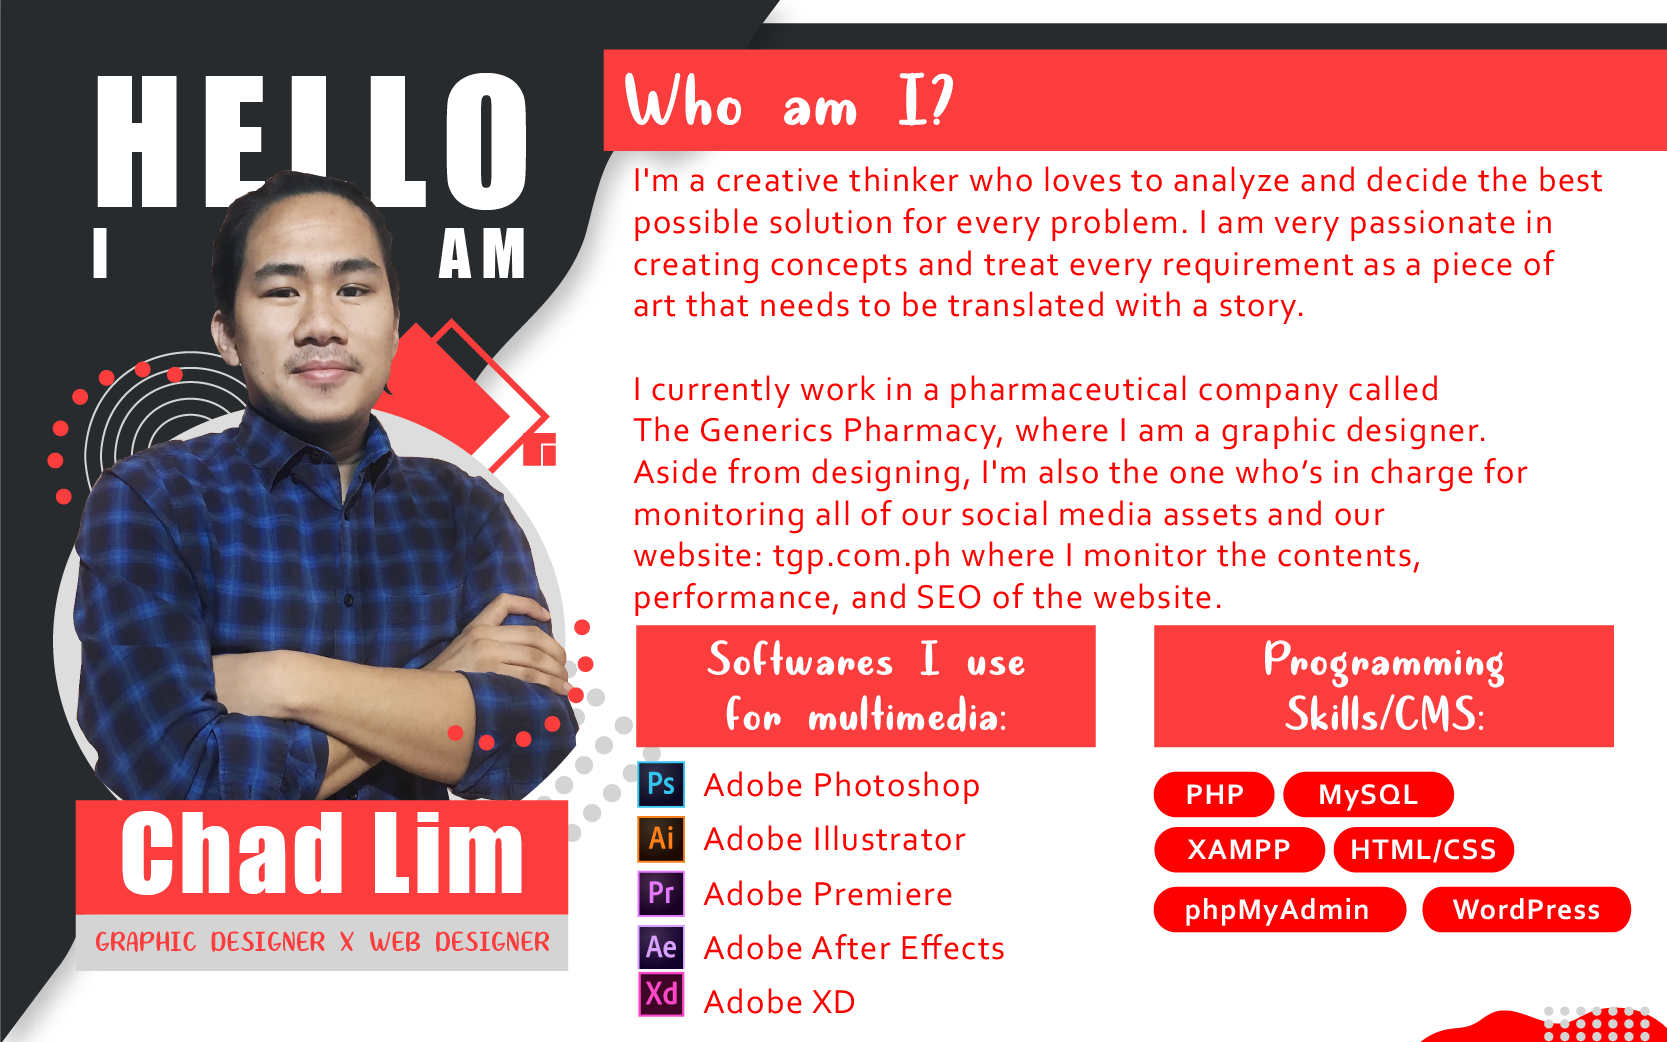 HELLO
I AM
Chad Lim
GRAPHIC DESIGNER X WEB DESIGNER
Who am I?
I'm a creative thinker who loves to analyze and decide the best
possible solution for every problem. I am very passionate in
creating concepts and treat every requirement as a piece of
art that needs to be translated with a story.
I currently work in a pharmaceutical company called
The Generics Pharmacy, where I am a graphic designer.
Aside from designing, I'm also the one who’s in charge for
monitoring all of our social media assets and our
website: tgp.com.ph where I monitor the contents,
performance, and SEO of the website.
Softwares I use
for multimedia:
Ps Adobe Photoshop
Ai Adobe Illustrator
Pr Adobe Premiere
Ae Adobe After Effects
Xd Adobe XD
Programming
Skills/CMS:
PHP MySQL
XAMPP HTML/CSS
phpMyAdmin WordPress